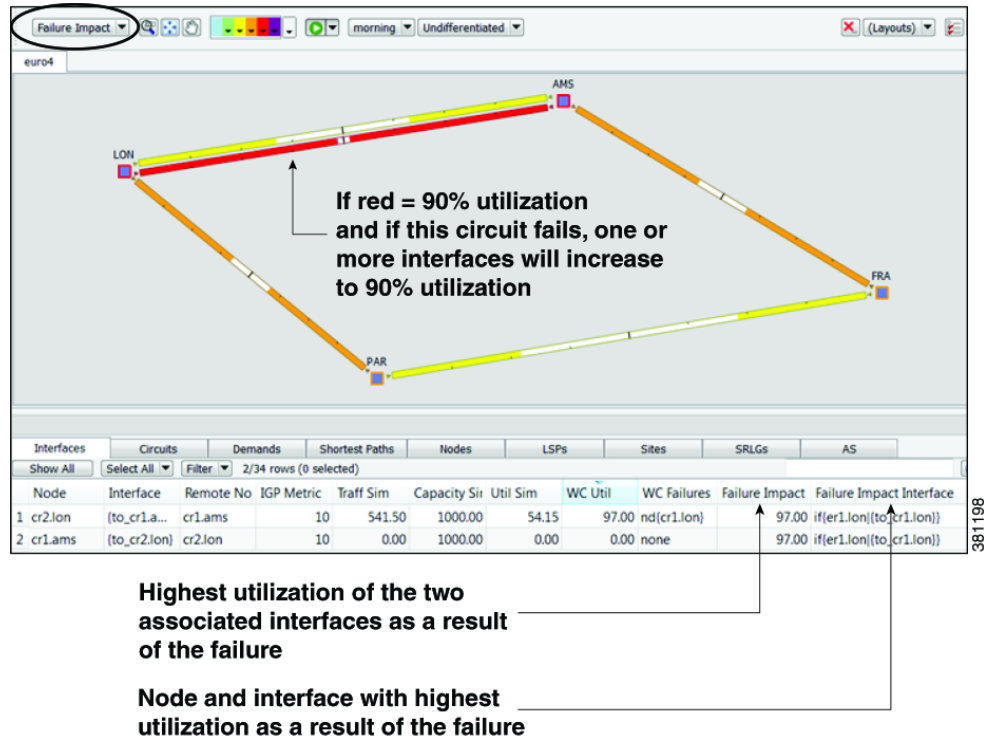 Failure Impact
morning
Undifferentiated
(Layouts)
euro4
AMS
LON
If red = 90% utilization
and if this circuit fails, one or
more interfaces will increase
to 90% utilization
FRA
PAR
Interfaces Circuits Demands Shortest Paths Nodes LSPs Sites SRLGs AS
Show All Select All Filter 2/34 rows (0 selected)
Node Interface Remote No IGP Metric Traff Sim Capacity Sir Util Sim WC Util WC Failures Failure Impact Failure Impact Interface
1 cr2.lon {to_cr1.a... cr1.ams 10 541.50 1000.00 54.15 97.00 nd{cr1.lon} 97.00 if{er1.lon|{to_cr1.lon}}
2 cr1.ams {to_cr2.lon} cr2.lon 10 0.00 1000.00 0.00 0.00 none 97.00 if{er1.lon|{to_cr1.lon}}
381198
Highest utilization of the two
associated interfaces as a result
of the failure
Node and interface with highest
utilization as a result of the failure